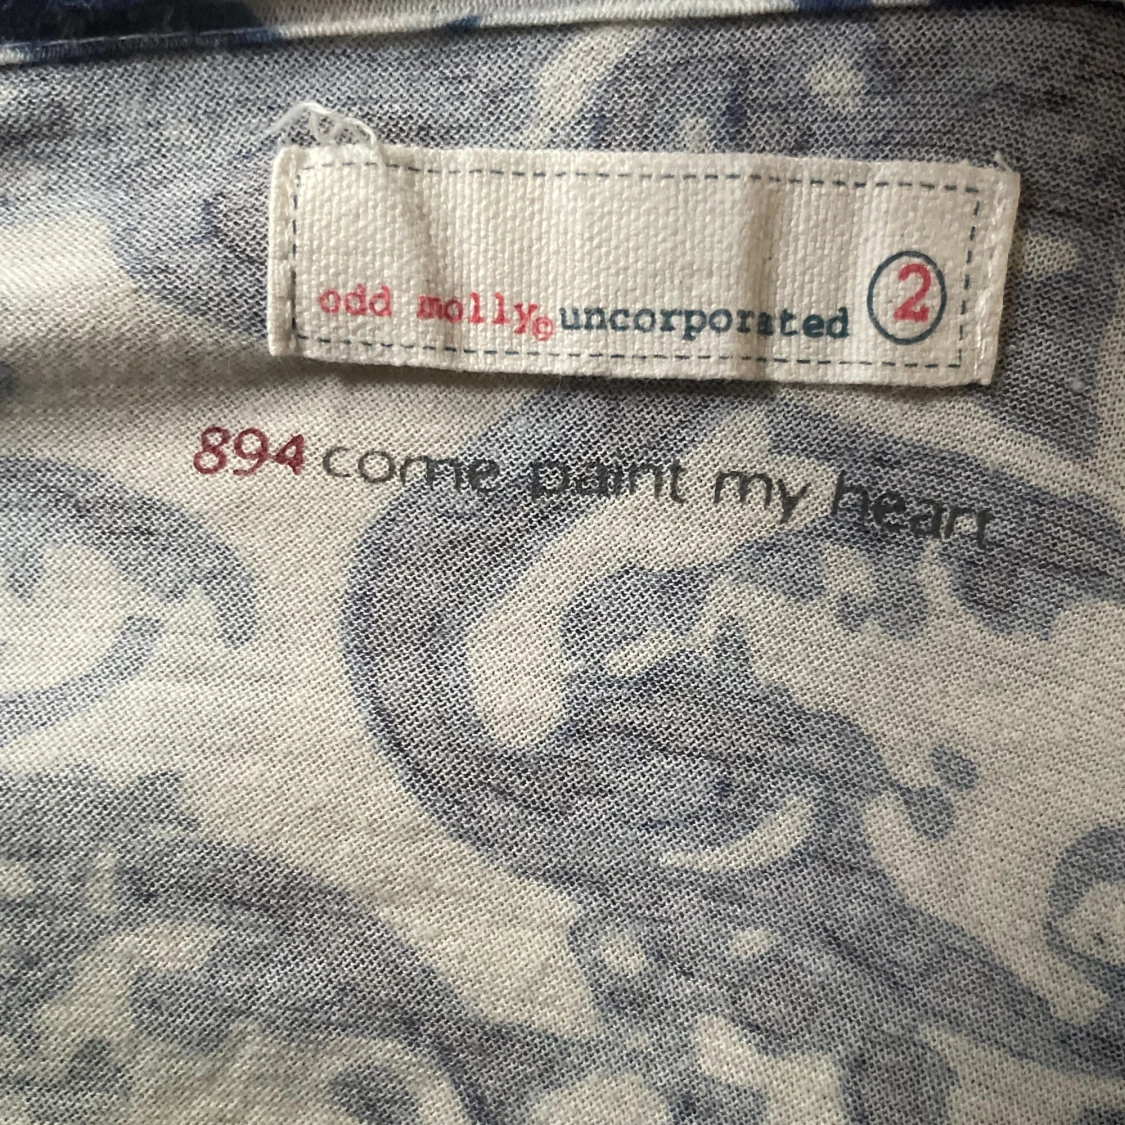 odd molly© uncorporated 2
894 come paint my heart